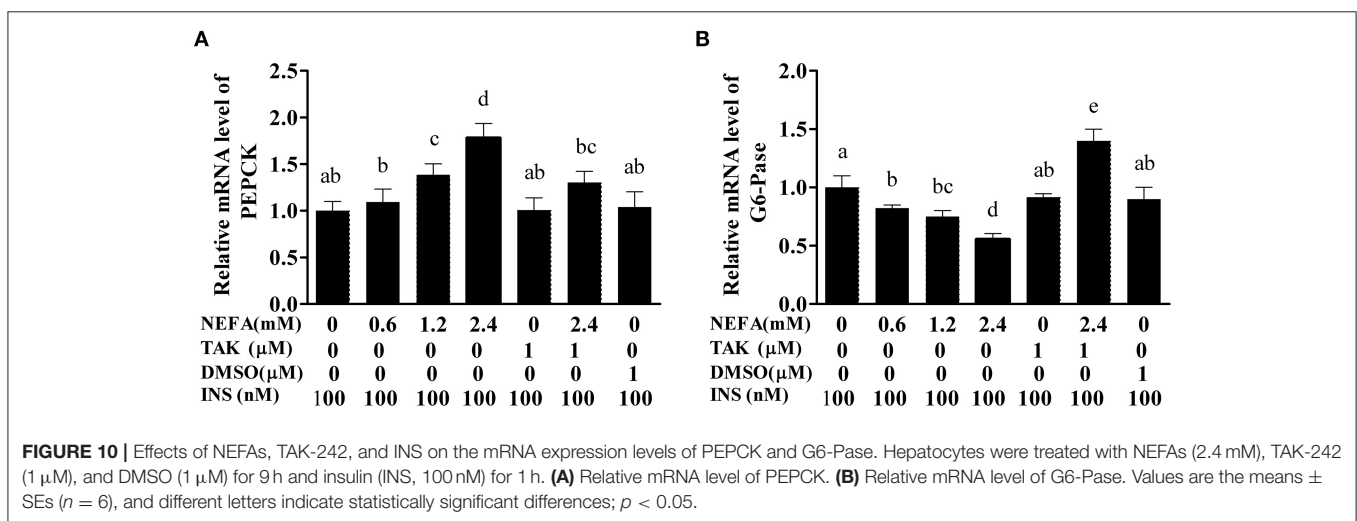 A
Relative mRNA level of
PEPCK
2.5
2.0
1.5
1.0
0.5
0.0
ab
b
c
d
ab
bc
ab
NEFA(mM) 0 0.6 1.2 2.4 0 2.4 0
TAK (μM) 0 0 0 0 1 1 0
DMSO(μM) 0 0 0 0 0 0 1
INS (nM) 100 100 100 100 100 100 100
B
Relative mRNA level of
G6-Pase
2.0
1.5
1.0
0.5
0.0
a
b
bc
d
ab
e
ab
NEFA(mM) 0 0.6 1.2 2.4 0 2.4 0
TAK (μM) 0 0 0 0 1 1 0
DMSO(μM) 0 0 0 0 0 0 1
INS (nM) 100 100 100 100 100 100 100
FIGURE 10 | Effects of NEFAs, TAK-242, and INS on the mRNA expression levels of PEPCK and G6-Pase. Hepatocytes were treated with NEFAs (2.4 mM), TAK-242
(1 μM), and DMSO (1 μM) for 9 h and insulin (INS, 100 nM) for 1 h. (A) Relative mRNA level of PEPCK. (B) Relative mRNA level of G6-Pase. Values are the means ±
SEs (n = 6), and different letters indicate statistically significant differences; p < 0.05.